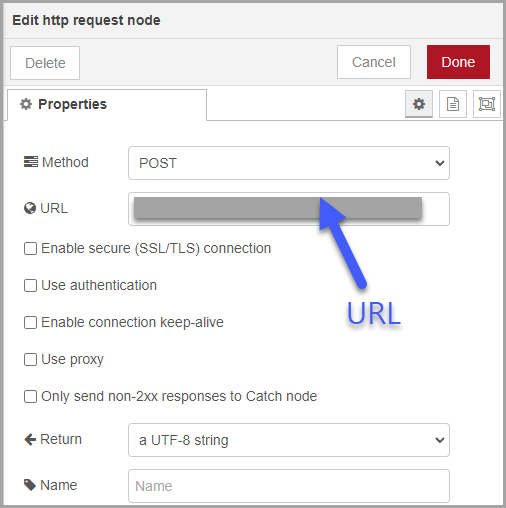 Edit http request node
Delete
Cancel
Done
Properties
Method
POST
URL
Enable secure (SSL/TLS) connection
URL
Use authentication
Enable connection keep-alive
Use proxy
Only send non-2xx responses to Catch node
Return
a UTF-8 string
Name
Name